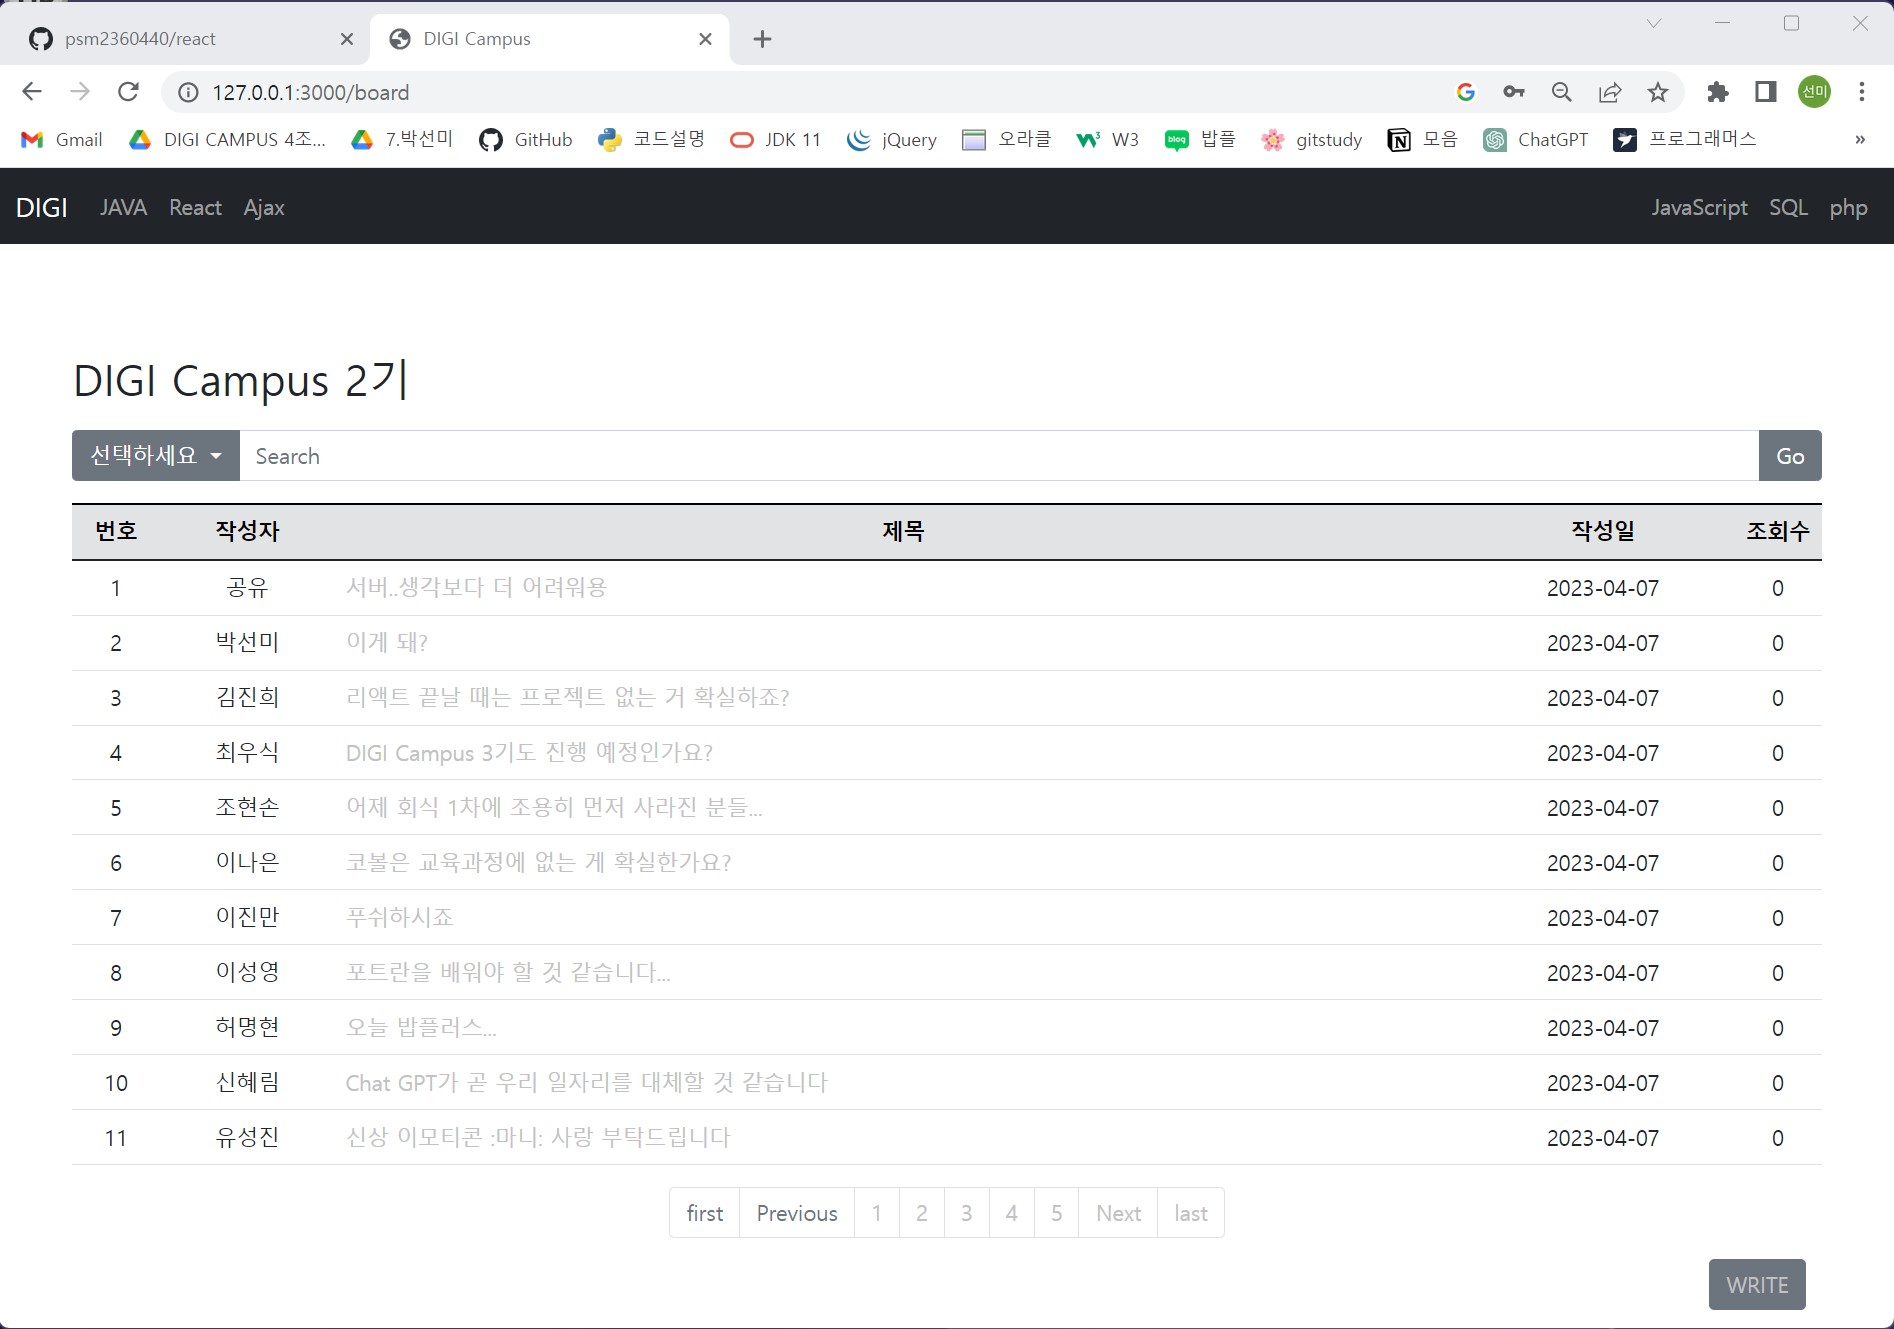 psm2360440/react
DIGI Campus
127.0.0.1:3000/board
선미
Gmail
DIGI CAMPUS 4조...
7.박선미
GitHub
코드설명
JDK 11
jQuery
오라클
W3
blog
밥플
gitstudy
모음
ChatGPT
프로그래머스
»
DIGI JAVA React Ajax JavaScript SQL php
DIGI Campus 2기
선택하세요 Search Go
번호 작성자 제목 작성일 조회수
1 공유 서버..생각보다 더 어려워용 2023-04-07 0
2 박선미 이게 돼? 2023-04-07 0
3 김진희 리액트 끝날 때는 프로젝트 없는 거 확실하죠? 2023-04-07 0
4 최우식 DIGI Campus 3기도 진행 예정인가요? 2023-04-07 0
5 조현손 어제 회식 1차에 조용히 먼저 사라진 분들... 2023-04-07 0
6 이나은 코볼은 교육과정에 없는 게 확실한가요? 2023-04-07 0
7 이진만 푸쉬하시죠 2023-04-07 0
8 이성영 포트란을 배워야 할 것 같습니다... 2023-04-07 0
9 허명현 오늘 밥플러스... 2023-04-07 0
10 신혜림 Chat GPT가 곧 우리 일자리를 대체할 것 같습니다 2023-04-07 0
11 유성진 신상 이모티콘 :마니: 사랑 부탁드립니다 2023-04-07 0
first Previous 1 2 3 4 5 Next last
WRITE